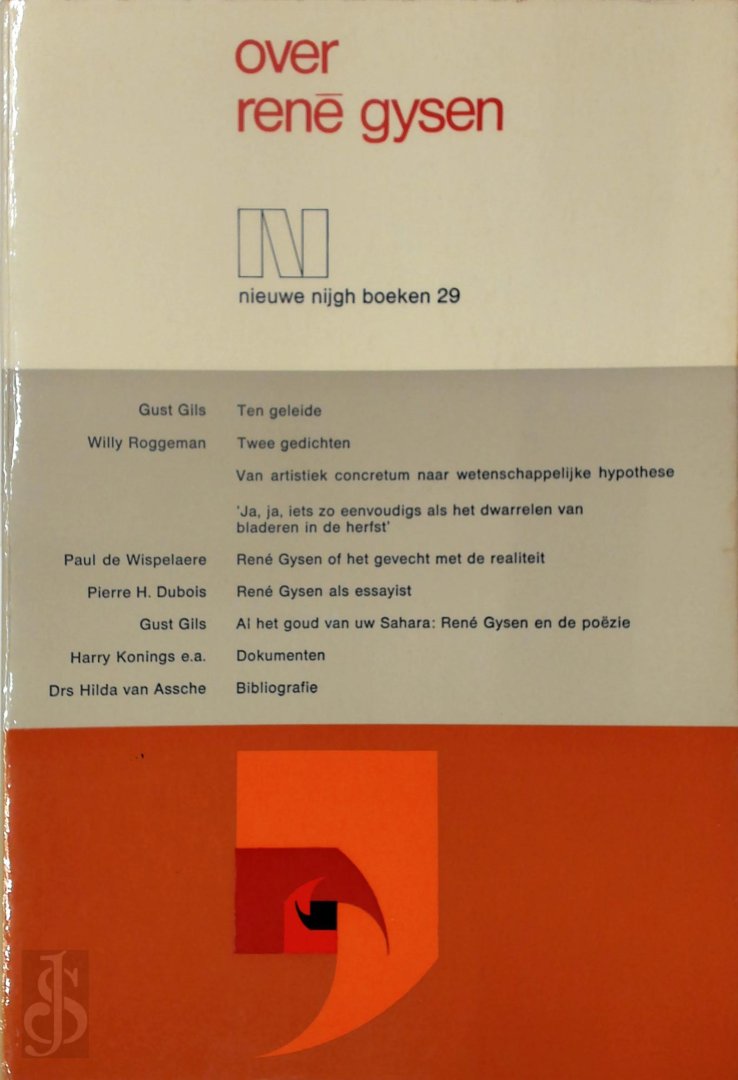 over
renē gysen
N
nieuwe nijgh boeken 29
Gust Gils Ten geleide
Willy Roggeman Twee gedichten
Van artistiek concretum naar wetenschappelijke hypothese
'Ja, ja, iets zo eenvoudigs als het dwarrelen van
bladeren in de herfst'
Paul de Wispelaere René Gysen of het gevecht met de realiteit
Pierre H. Dubois René Gysen als essayist
Gust Gils Al het goud van uw Sahara: René Gysen en de poëzie
Harry Konings e.a. Dokumenten
Drs Hilda van Assche Bibliografie
JS